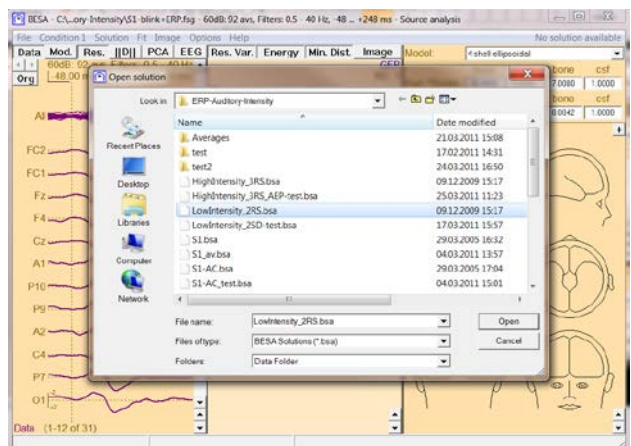 BESA - C:\...ory-Intensity\S1-blink+ERP.fsg - 60dB: 92 avs, Filters: 0.5 - 40 Hz, -48 ... +248 ms - Source analysis
File Condition 1 Solution Fit Image Options Help No solution available
Data Mod. Res. ||D|| PCA EEG Res. Var. Energy Min. Dist. Image Model: 4 shell ellipsoidal
Org -48.00 bone csf
7.0080 1.0000
bone csf
0.0042 1.0000
Open solution
Look in ERP-Auditory-Intensity
Name Date modified
Recent Places
Desktop
Libraries
Computer
Network
Averages 21.03.2011 15:08
test 17.02.2011 14:31
test2 24.03.2011 16:50
HighIntensity_3RS.bsa 09.12.2009 15:17
HighIntensity_3RS_AEP-test.bsa 25.03.2011 11:23
LowIntensity_2RS.bsa 09.12.2009 15:17
LowIntensity_2SD-test.bsa 17.03.2011 15:57
S1.bsa 29.03.2005 16:32
S1_av.bsa 04.03.2011 13:57
S1-AC.bsa 29.03.2005 17:04
S1-AC_test.bsa 04.03.2011 15:01
File name: LowIntensity_2RS.bsa Open
Files of type: BESA Solutions (*.bsa) Cancel
Folders: Data Folder
All
FC2
FC1
Fz
F4
Cz
A1
P10
P9
A2
C4
P7
O1
Data (1-12 of 31)